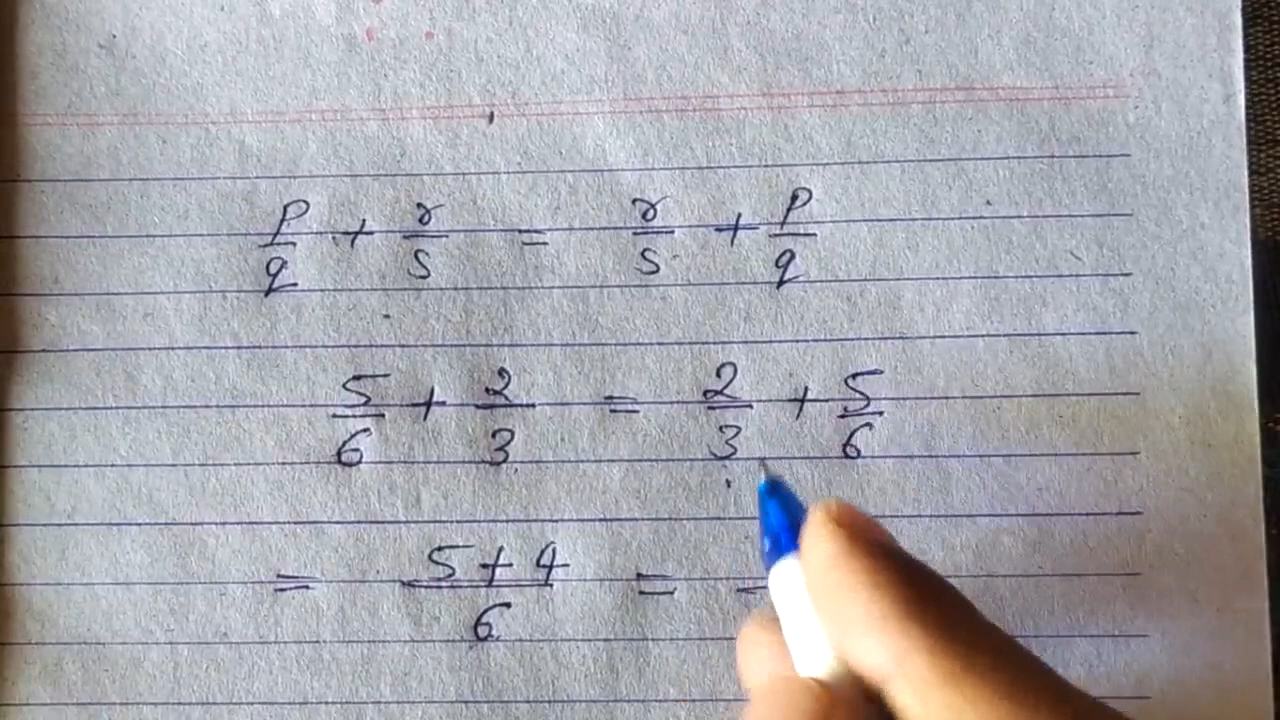 p/q + r/s = r/s + p/q
5/6 + 2/3 = 2/3 + 5/6
= 5+4/6 =